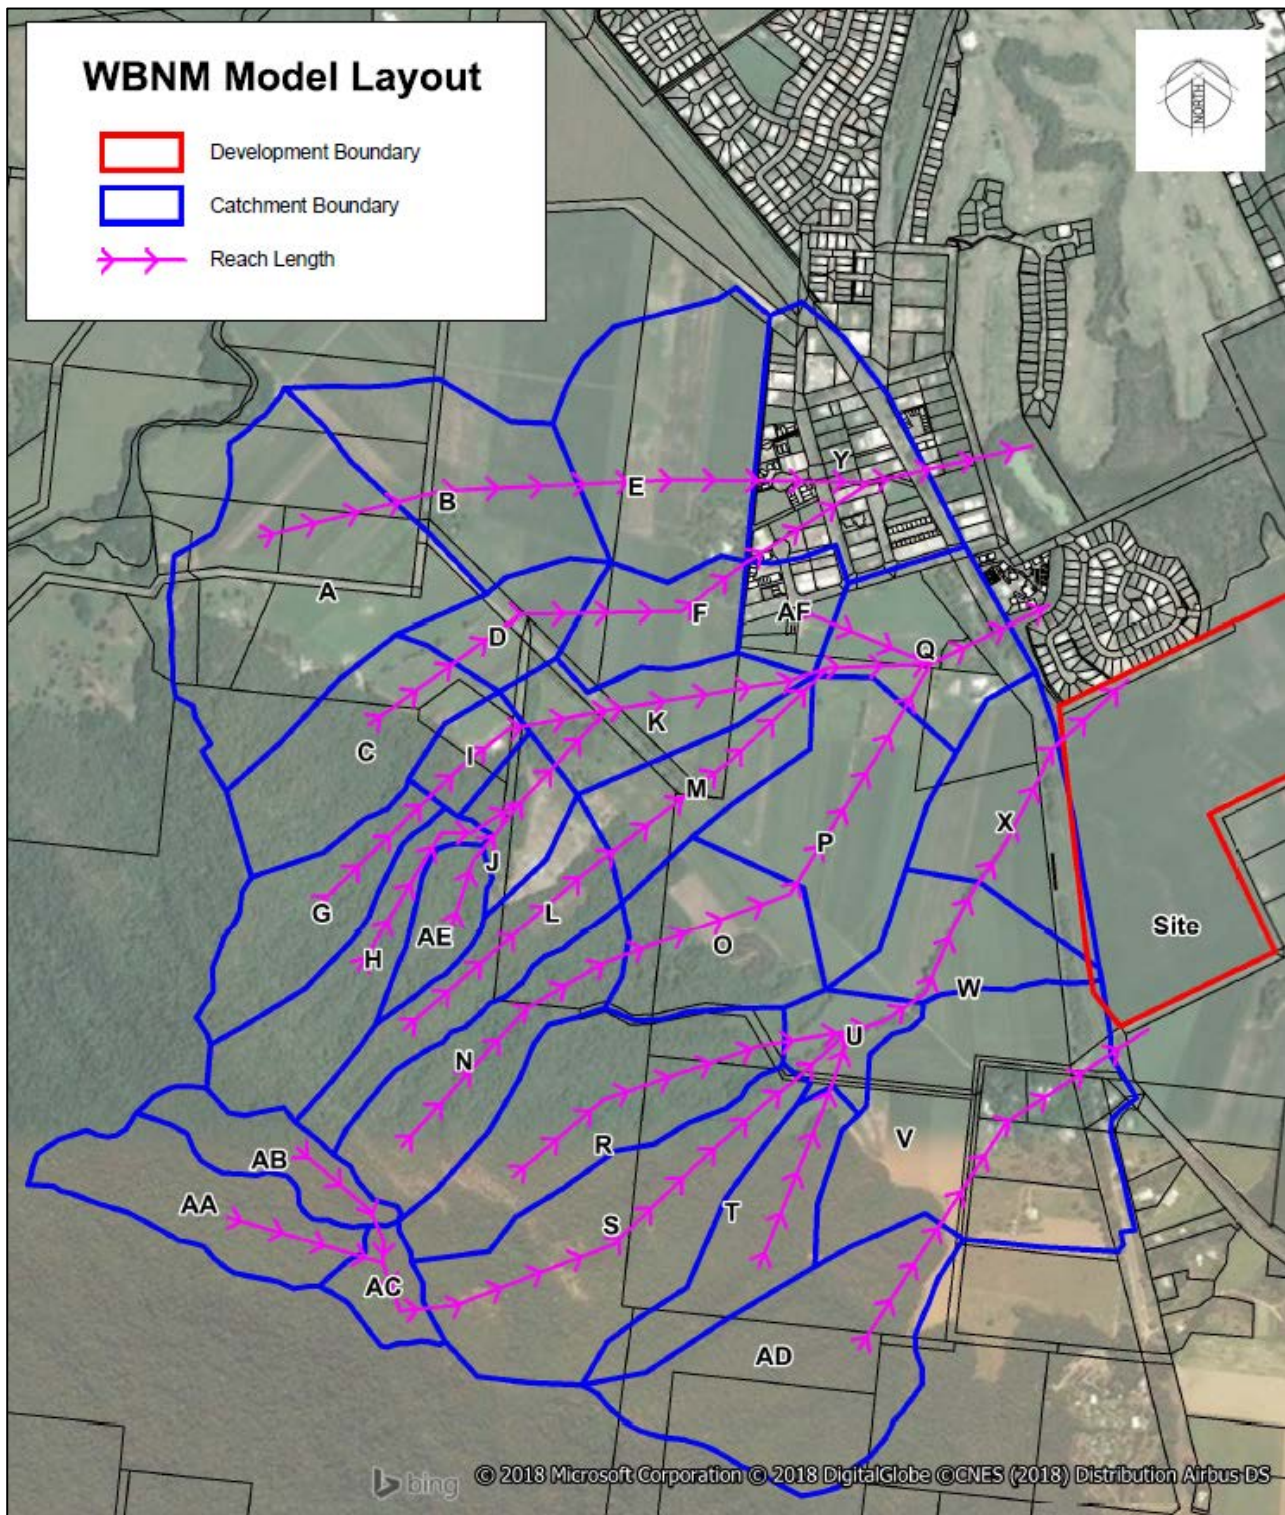 WBNM Model Layout
Development Boundary
Catchment Boundary
Reach Length
NORTH
Y
B
E
A
F
AF
D
Q
K
C
I
M
X
P
J
G
L
Site
AE
O
H
W
U
N
R
V
AB
AA
S
T
AC
AD
bing © 2018 Microsoft Corporation © 2018 DigitalGlobe ©CNES (2018) Distribution Airbus DS